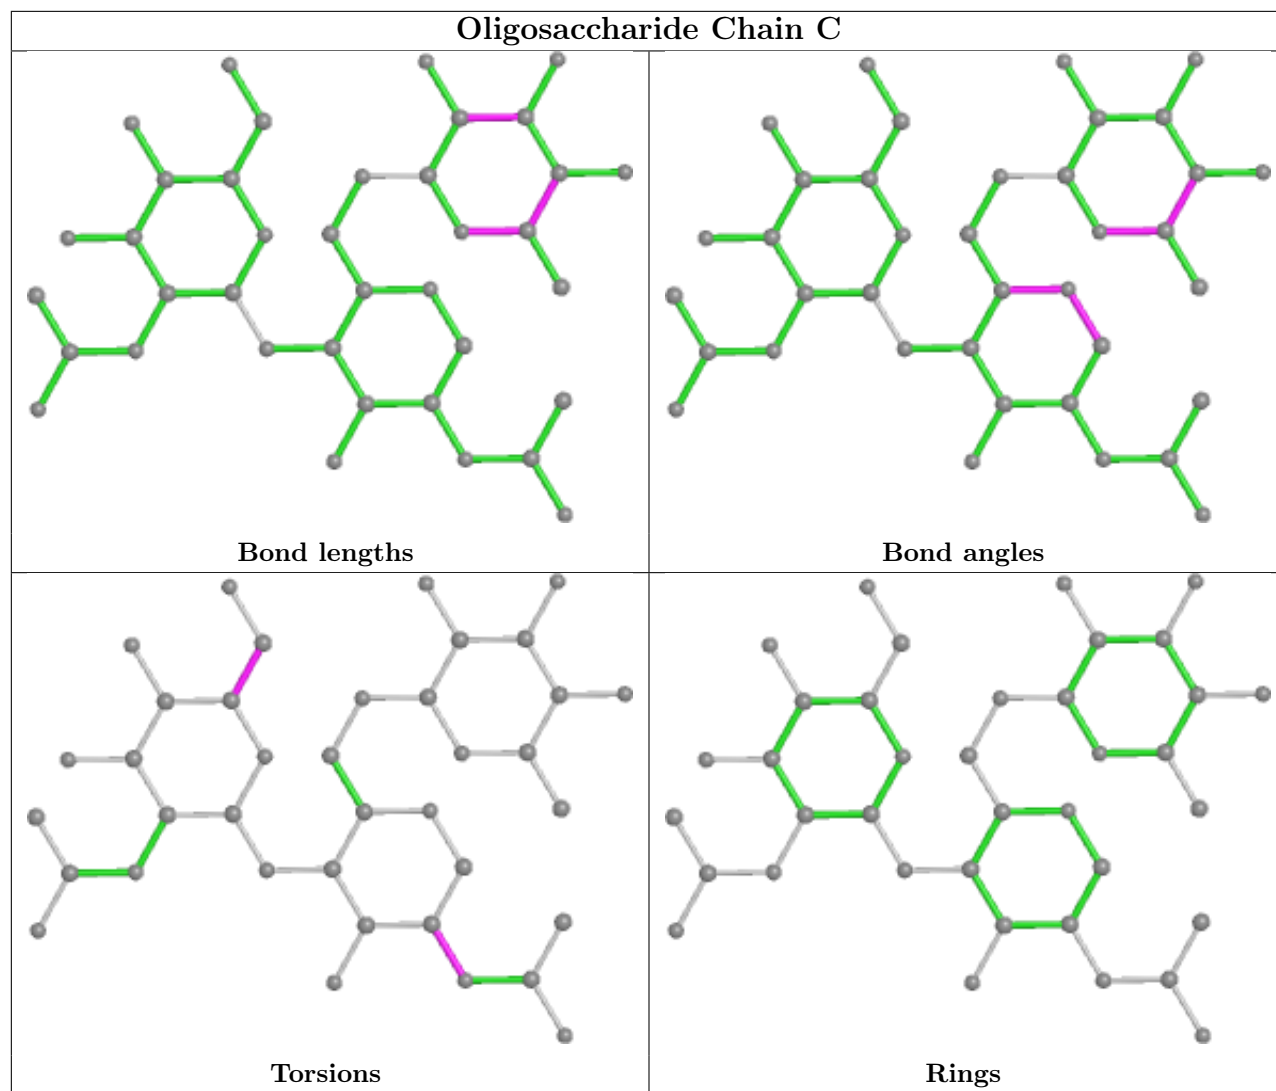 Oligosaccharide Chain C
Bond lengths
Bond angles
Torsions
Rings